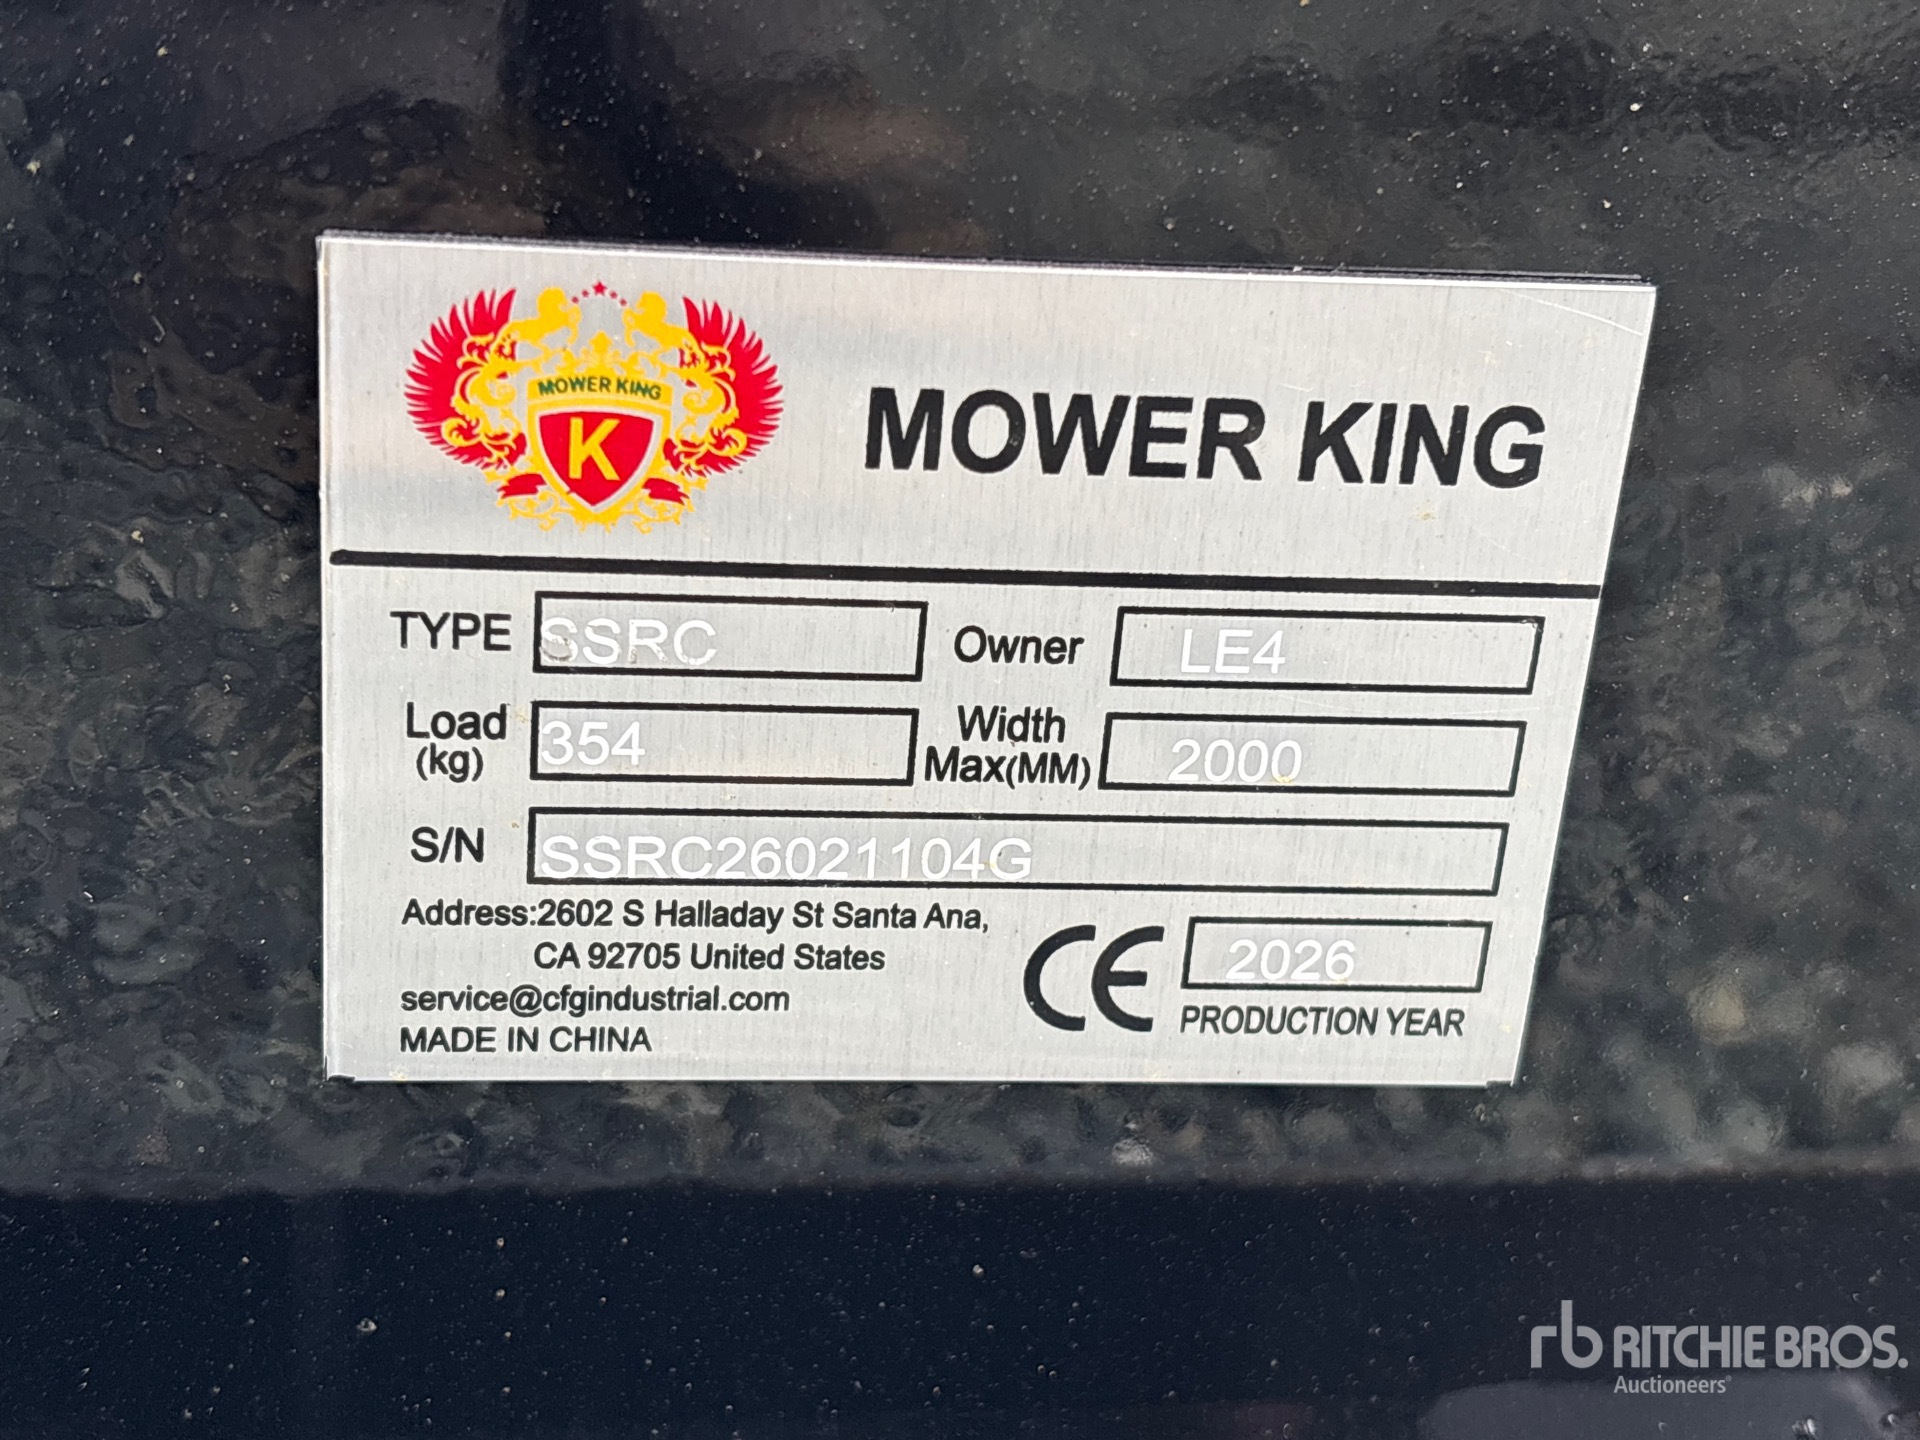 MOWER KING
K
MOWER KING
TYPE SSRC Owner LE4
Load (kg) 354 Width Max(MM) 2000
S/N SSRC26021104G
Address:2602 S Halladay St Santa Ana,
CA 92705 United States
service@cfgindustrial.com
MADE IN CHINA
CE 2026
PRODUCTION YEAR
rb RITCHIE BROS.
Auctioneers